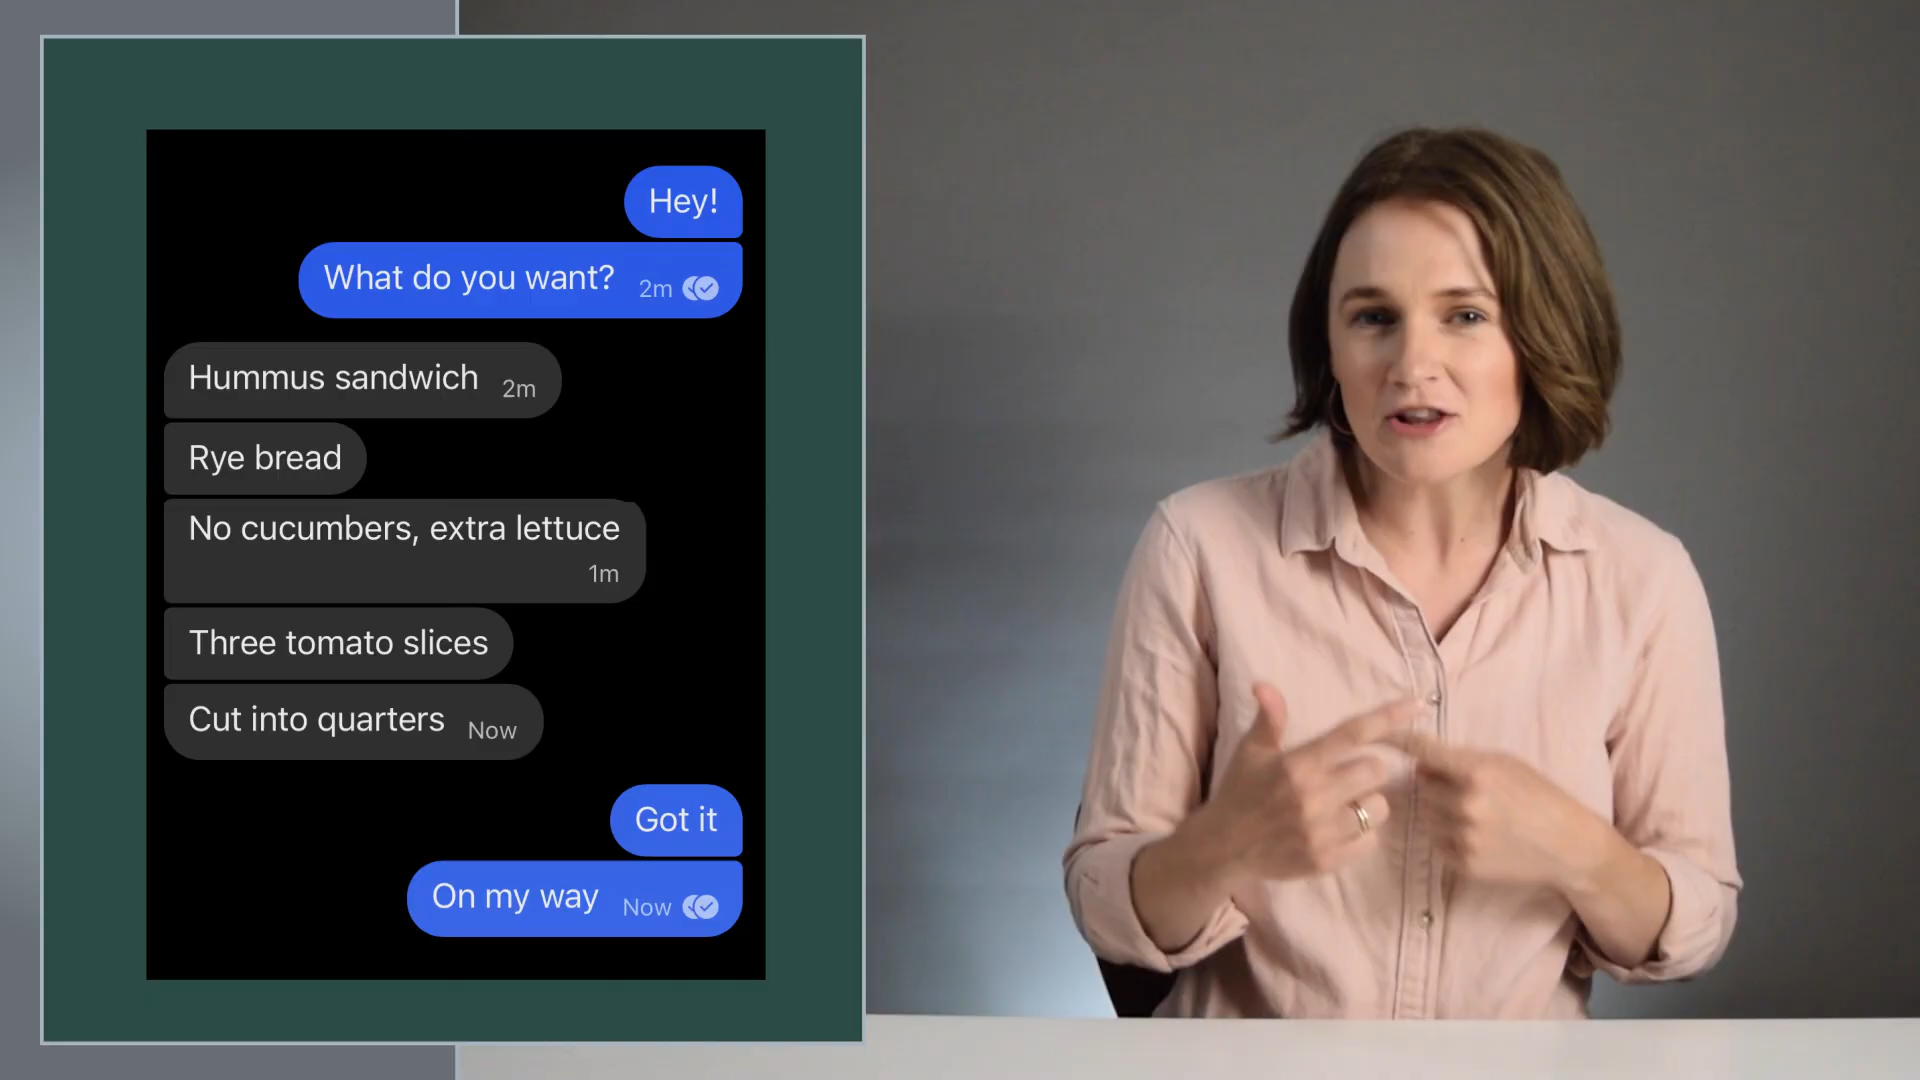 Hey!
What do you want? 2m
Hummus sandwich 2m
Rye bread
No cucumbers, extra lettuce
1m
Three tomato slices
Cut into quarters Now
Got it
On my way Now